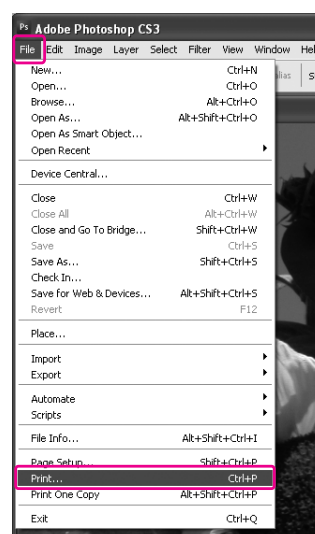 Ps Adobe Photoshop CS3
File Edit Image Layer Select Filter View Window Hel
New... Ctrl+N
Open... Ctrl+O
Browse... Alt+Ctrl+O
Open As... Alt+Shift+Ctrl+O
Open As Smart Object...
Open Recent
Device Central...
Close Ctrl+W
Close All Alt+Ctrl+W
Close and Go To Bridge... Shift+Ctrl+W
Save Ctrl+S
Save As... Shift+Ctrl+S
Check In...
Save for Web & Devices... Alt+Shift+Ctrl+S
Revert F12
Place...
Import
Export
Automate
Scripts
File Info... Alt+Shift+Ctrl+I
Page Setup... Shift+Ctrl+P
Print... Ctrl+P
Print One Copy Alt+Shift+Ctrl+P
Exit Ctrl+Q